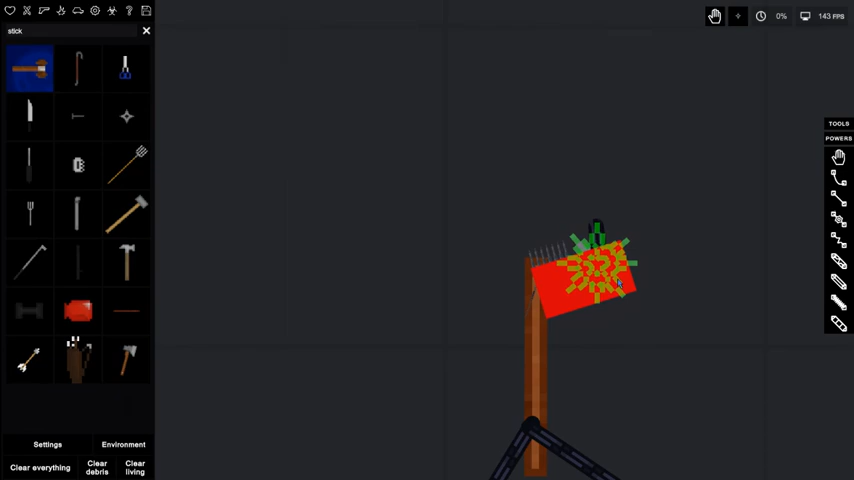 0%
143 FPS
stick
TOOLS
POWERS
Settings
Environment
Clear everything
Clear debris
Clear living